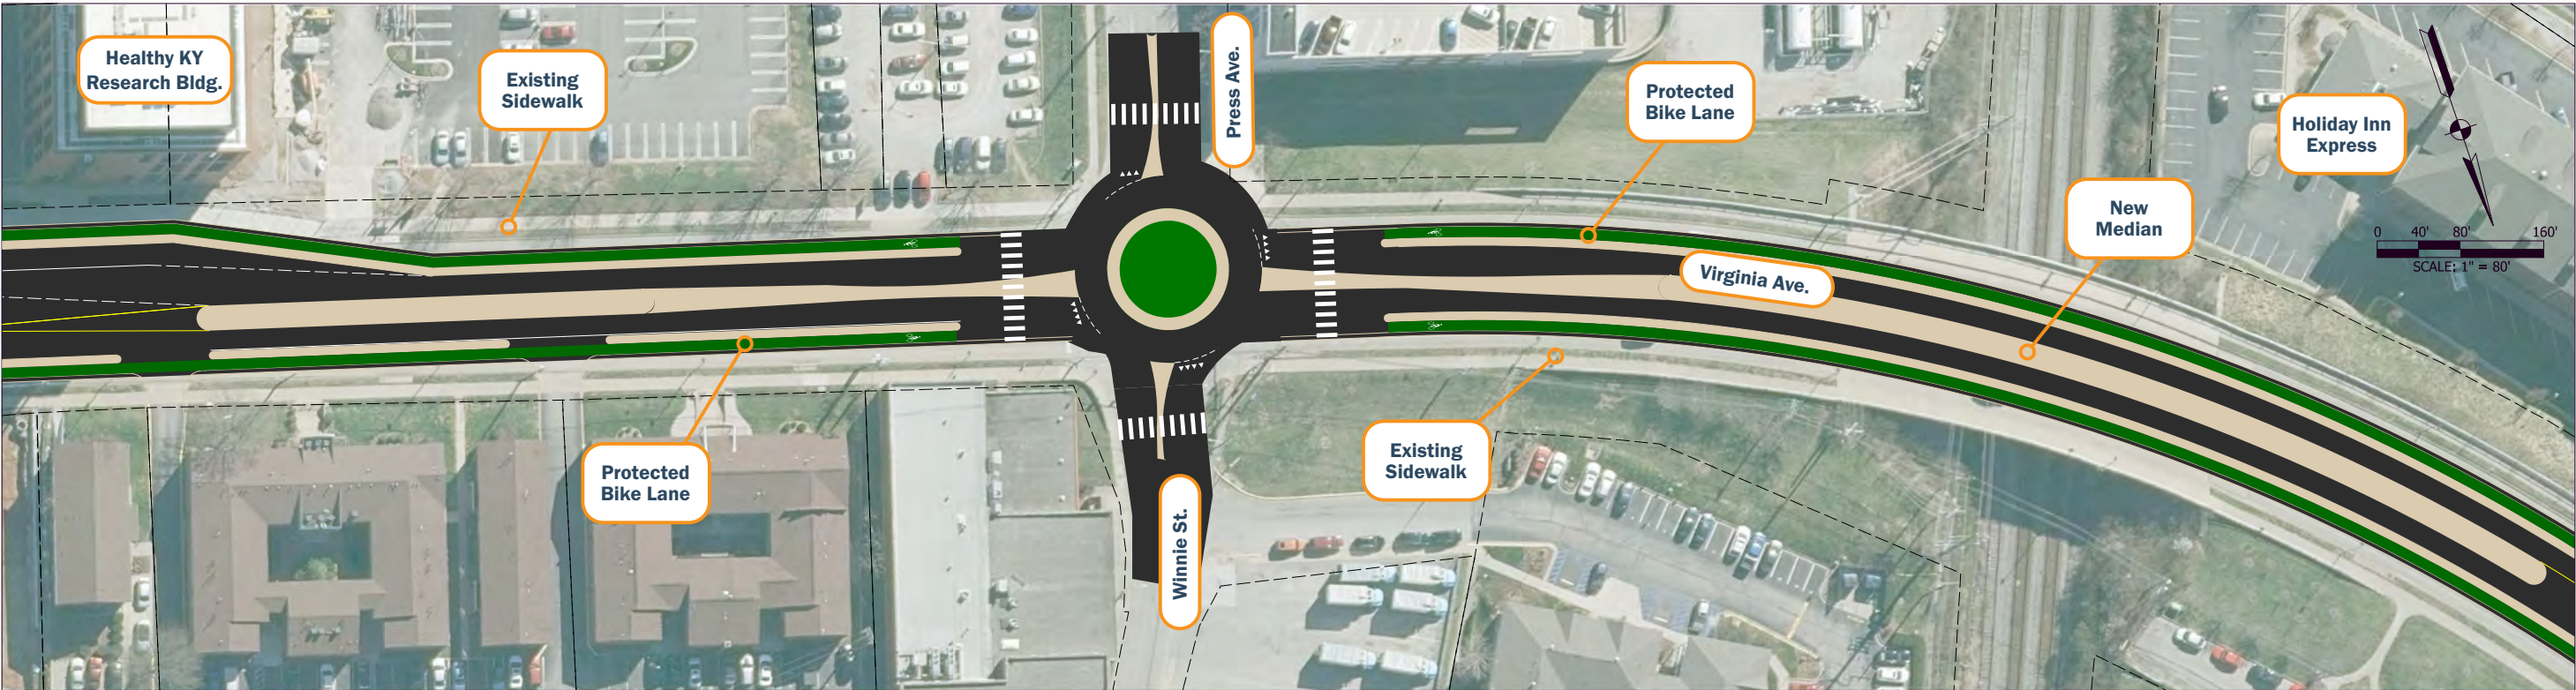 Healthy KY
Research Bldg.
Existing
Sidewalk
Press Ave.
Protected
Bike Lane
Holiday Inn
Express
New
Median
0 40' 80' 160'
SCALE: 1" = 80'
Virginia Ave.
Protected
Bike Lane
Existing
Sidewalk
Winnie St.